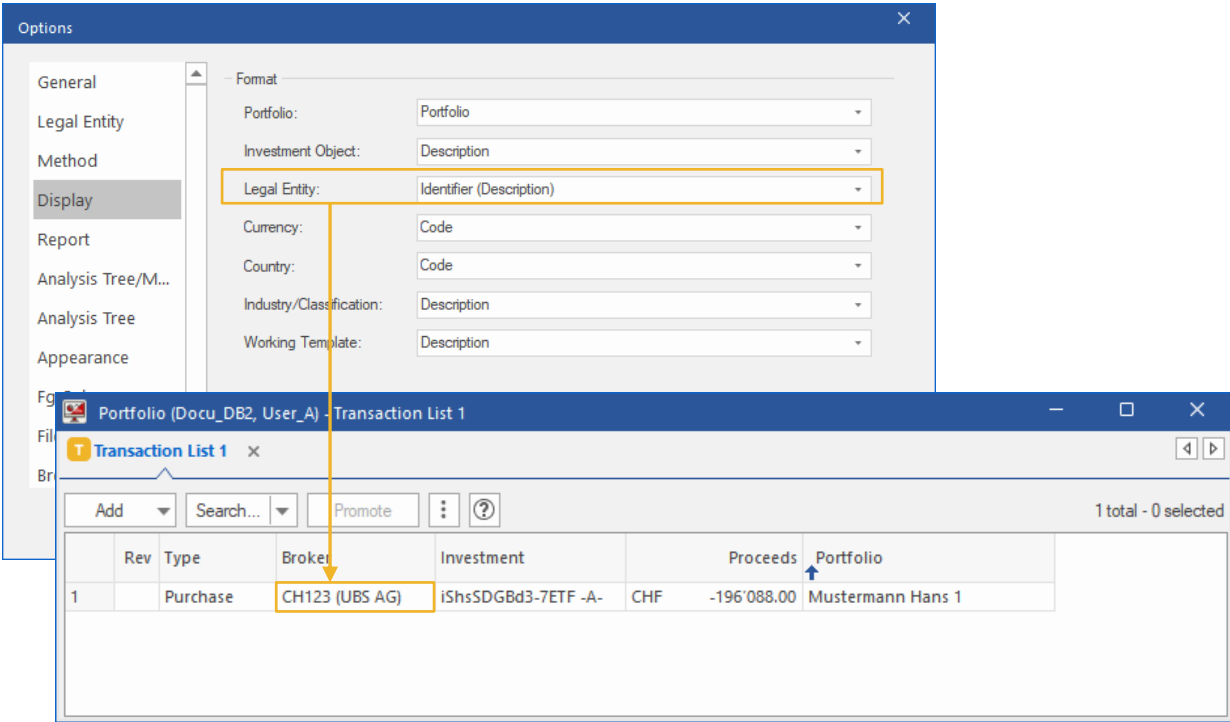 Options
General
Legal Entity
Method
Display
Report
Analysis Tree/M...
Analysis Tree
Appearance
Format
Portfolio: Portfolio
Investment Object: Description
Legal Entity: Identifier (Description)
Currency: Code
Country: Code
Industry/Classification: Description
Working Template: Description
Portfolio (Docu_DB2, User_A) - Transaction List 1
T Transaction List 1
Add Search... Promote 1 total - 0 selected
Rev Type Broker Investment Proceeds Portfolio
1 Purchase CH123 (UBS AG) iShsSDGBd3-7ETF -A- CHF -196'088.00 Mustermann Hans 1